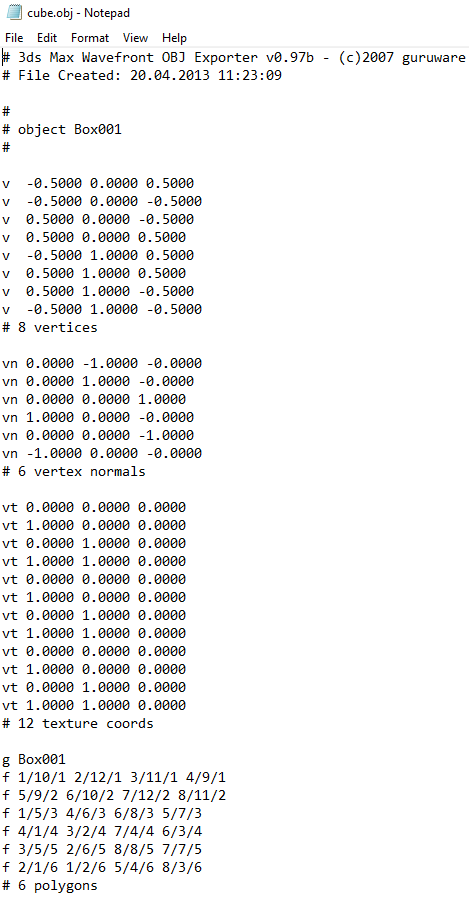 cube.obj - Notepad
File Edit Format View Help
# 3ds Max Wavefront OBJ Exporter v0.97b - (c)2007 guruware
# File Created: 20.04.2013 11:23:09
#
# object Box001
#
v  -0.5000 0.0000 0.5000
v  -0.5000 0.0000 -0.5000
v  0.5000 0.0000 -0.5000
v  0.5000 0.0000 0.5000
v  -0.5000 1.0000 0.5000
v  0.5000 1.0000 0.5000
v  0.5000 1.0000 -0.5000
v  -0.5000 1.0000 -0.5000
# 8 vertices
vn 0.0000 -1.0000 -0.0000
vn 0.0000 1.0000 -0.0000
vn 0.0000 0.0000 1.0000
vn 1.0000 0.0000 -0.0000
vn 0.0000 0.0000 -1.0000
vn -1.0000 0.0000 -0.0000
# 6 vertex normals
vt 0.0000 0.0000 0.0000
vt 1.0000 0.0000 0.0000
vt 0.0000 1.0000 0.0000
vt 1.0000 1.0000 0.0000
vt 0.0000 0.0000 0.0000
vt 1.0000 0.0000 0.0000
vt 0.0000 1.0000 0.0000
vt 1.0000 1.0000 0.0000
vt 0.0000 0.0000 0.0000
vt 1.0000 0.0000 0.0000
vt 0.0000 1.0000 0.0000
vt 1.0000 1.0000 0.0000
# 12 texture coords
g Box001
f 1/10/1 2/12/1 3/11/1 4/9/1
f 5/9/2 6/10/2 7/12/2 8/11/2
f 1/5/3 4/6/3 6/8/3 5/7/3
f 4/1/4 3/2/4 7/4/4 6/3/4
f 3/5/5 2/6/5 8/8/5 7/7/5
f 2/1/6 1/2/6 5/4/6 8/3/6
# 6 polygons